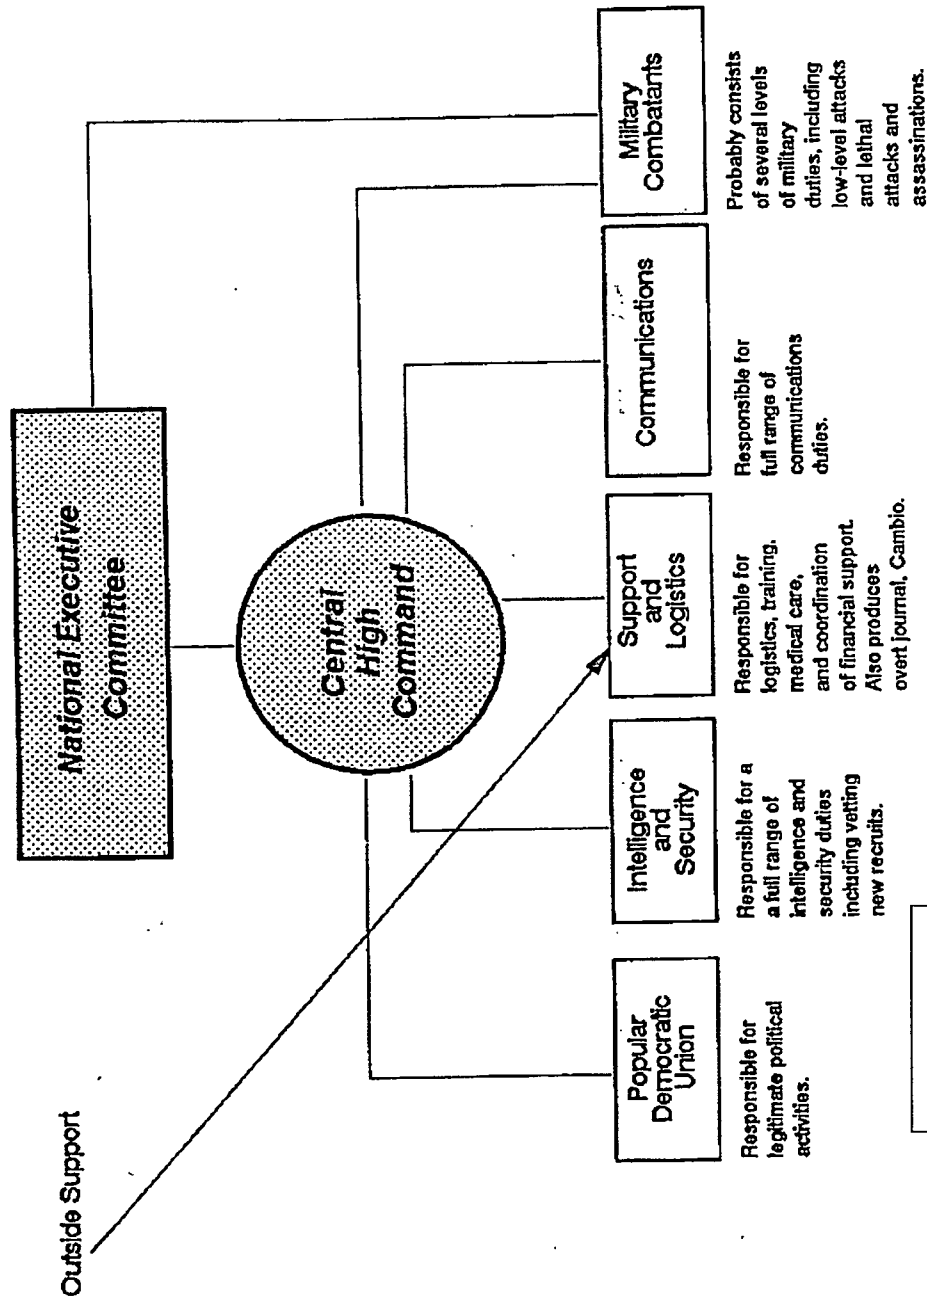 Outside Support
National Executive
Committee
Central
High
Command
Popular
Democratic
Union
Responsible for
legitimate political
activities.
Intelligence
and
Security
Responsible for a
a full range of
intelligence and
security duties
including vetting
new recruits.
Support
and
Logistics
Responsible for
logistics, training,
medical care,
and coordination
of financial support.
Also produces
overt journal, Cambio.
Communications
Responsible for
full range of
communications
duties.
Military
Combatants
Probably consists
of several levels
of military
duties, including
low-level attacks
and lethal
attacks and
assassinations.